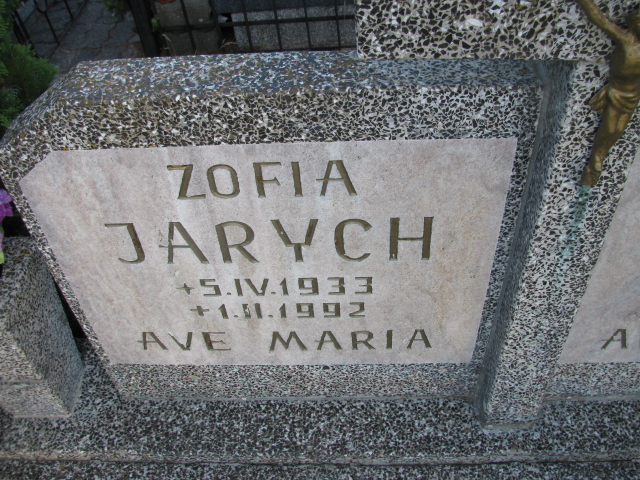 ZOFIA
JARYCH
+5.IV.1933
+1.II.1992
AVE MARIA
A